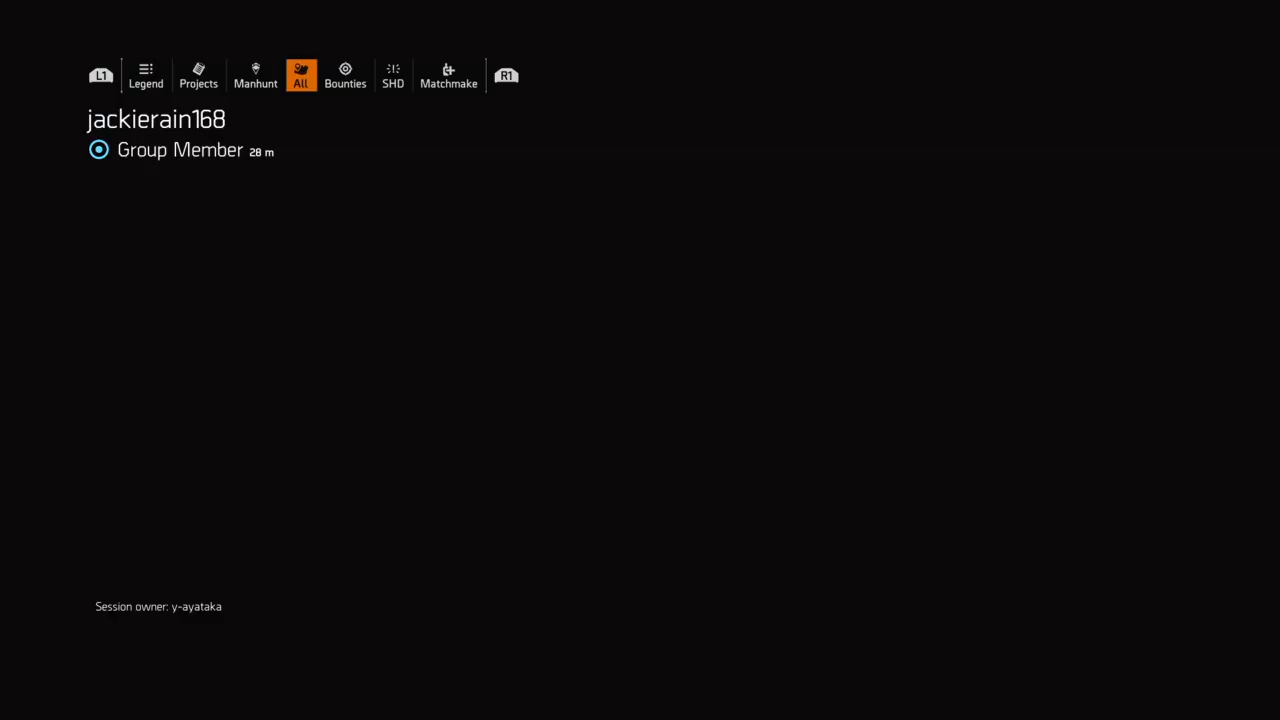 L1 Legend Projects Manhunt All Bounties SHD Matchmake R1
jackierain168
Group Member 28 m
Session owner: y-ayataka